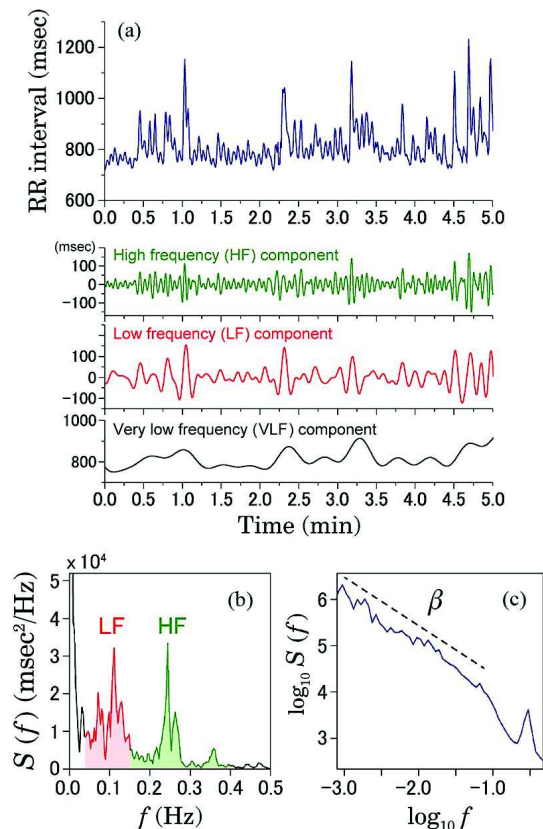 (a)
RR interval (msec)
1200
1000
800
600
0.0 0.5 1.0 1.5 2.0 2.5 3.0 3.5 4.0 4.5 5.0
(msec)
High frequency (HF) component
100
0
-100
Low frequency (LF) component
100
0
-100
Very low frequency (VLF) component
1000
800
0.0 0.5 1.0 1.5 2.0 2.5 3.0 3.5 4.0 4.5 5.0
Time (min)
x 10⁴
(b)
S (f) (msec²/Hz)
5
4
3
2
1
0
LF
HF
0.0 0.1 0.2 0.3 0.4 0.5
f (Hz)
(c)
β
log₁₀ S (f)
6
5
4
3
-3.0 -2.0 -1.0
log₁₀ f